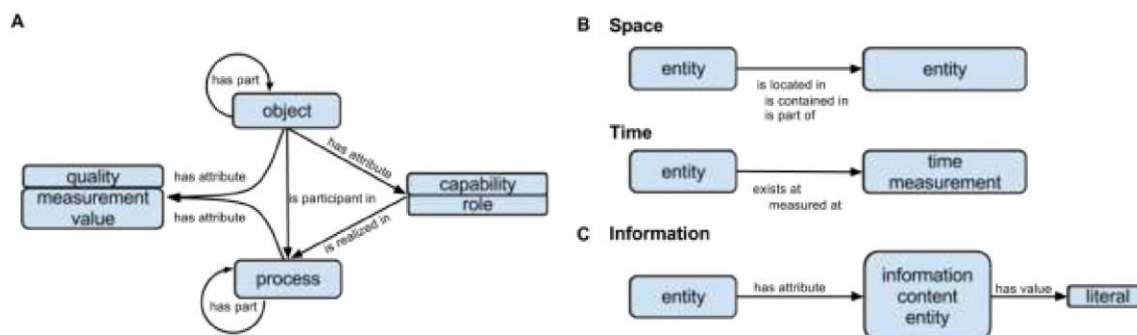 A
has part
object
has attribute
has attribute
quality
measurement
value
is participant in
capability
role
has attribute
is realized in
process
has part
B Space
entity
is located in
is contained in
is part of
entity
Time
entity
exists at
measured at
time
measurement
C Information
entity
has attribute
information
content
entity
has value
literal